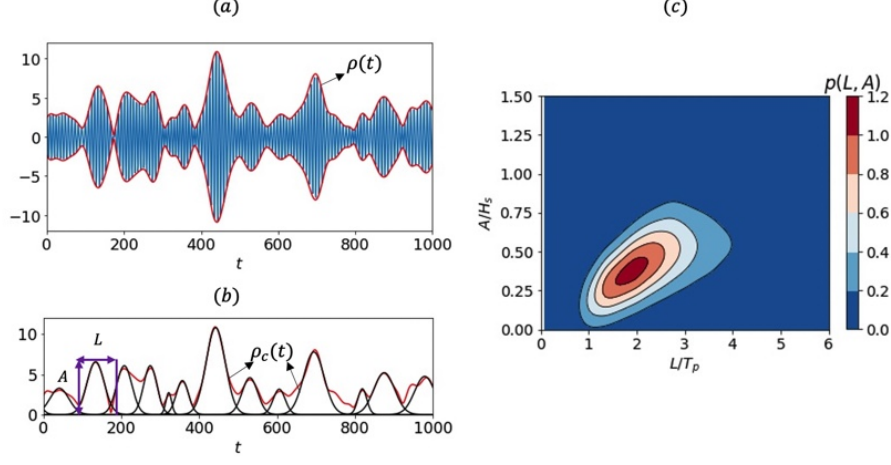 (a)
10
5
0
−5
−10
ρ(t)
0 200 400 600 800 1000
t
(b)
10
5
0
A
L
ρc(t)
0 200 400 600 800 1000
t
(c)
p(L, A)
1.50
1.25
1.00
0.75
0.50
0.25
0.00
A/Hs
0 1 2 3 4 5 6
L/Tp
1.2
1.0
0.8
0.6
0.4
0.2
0.0